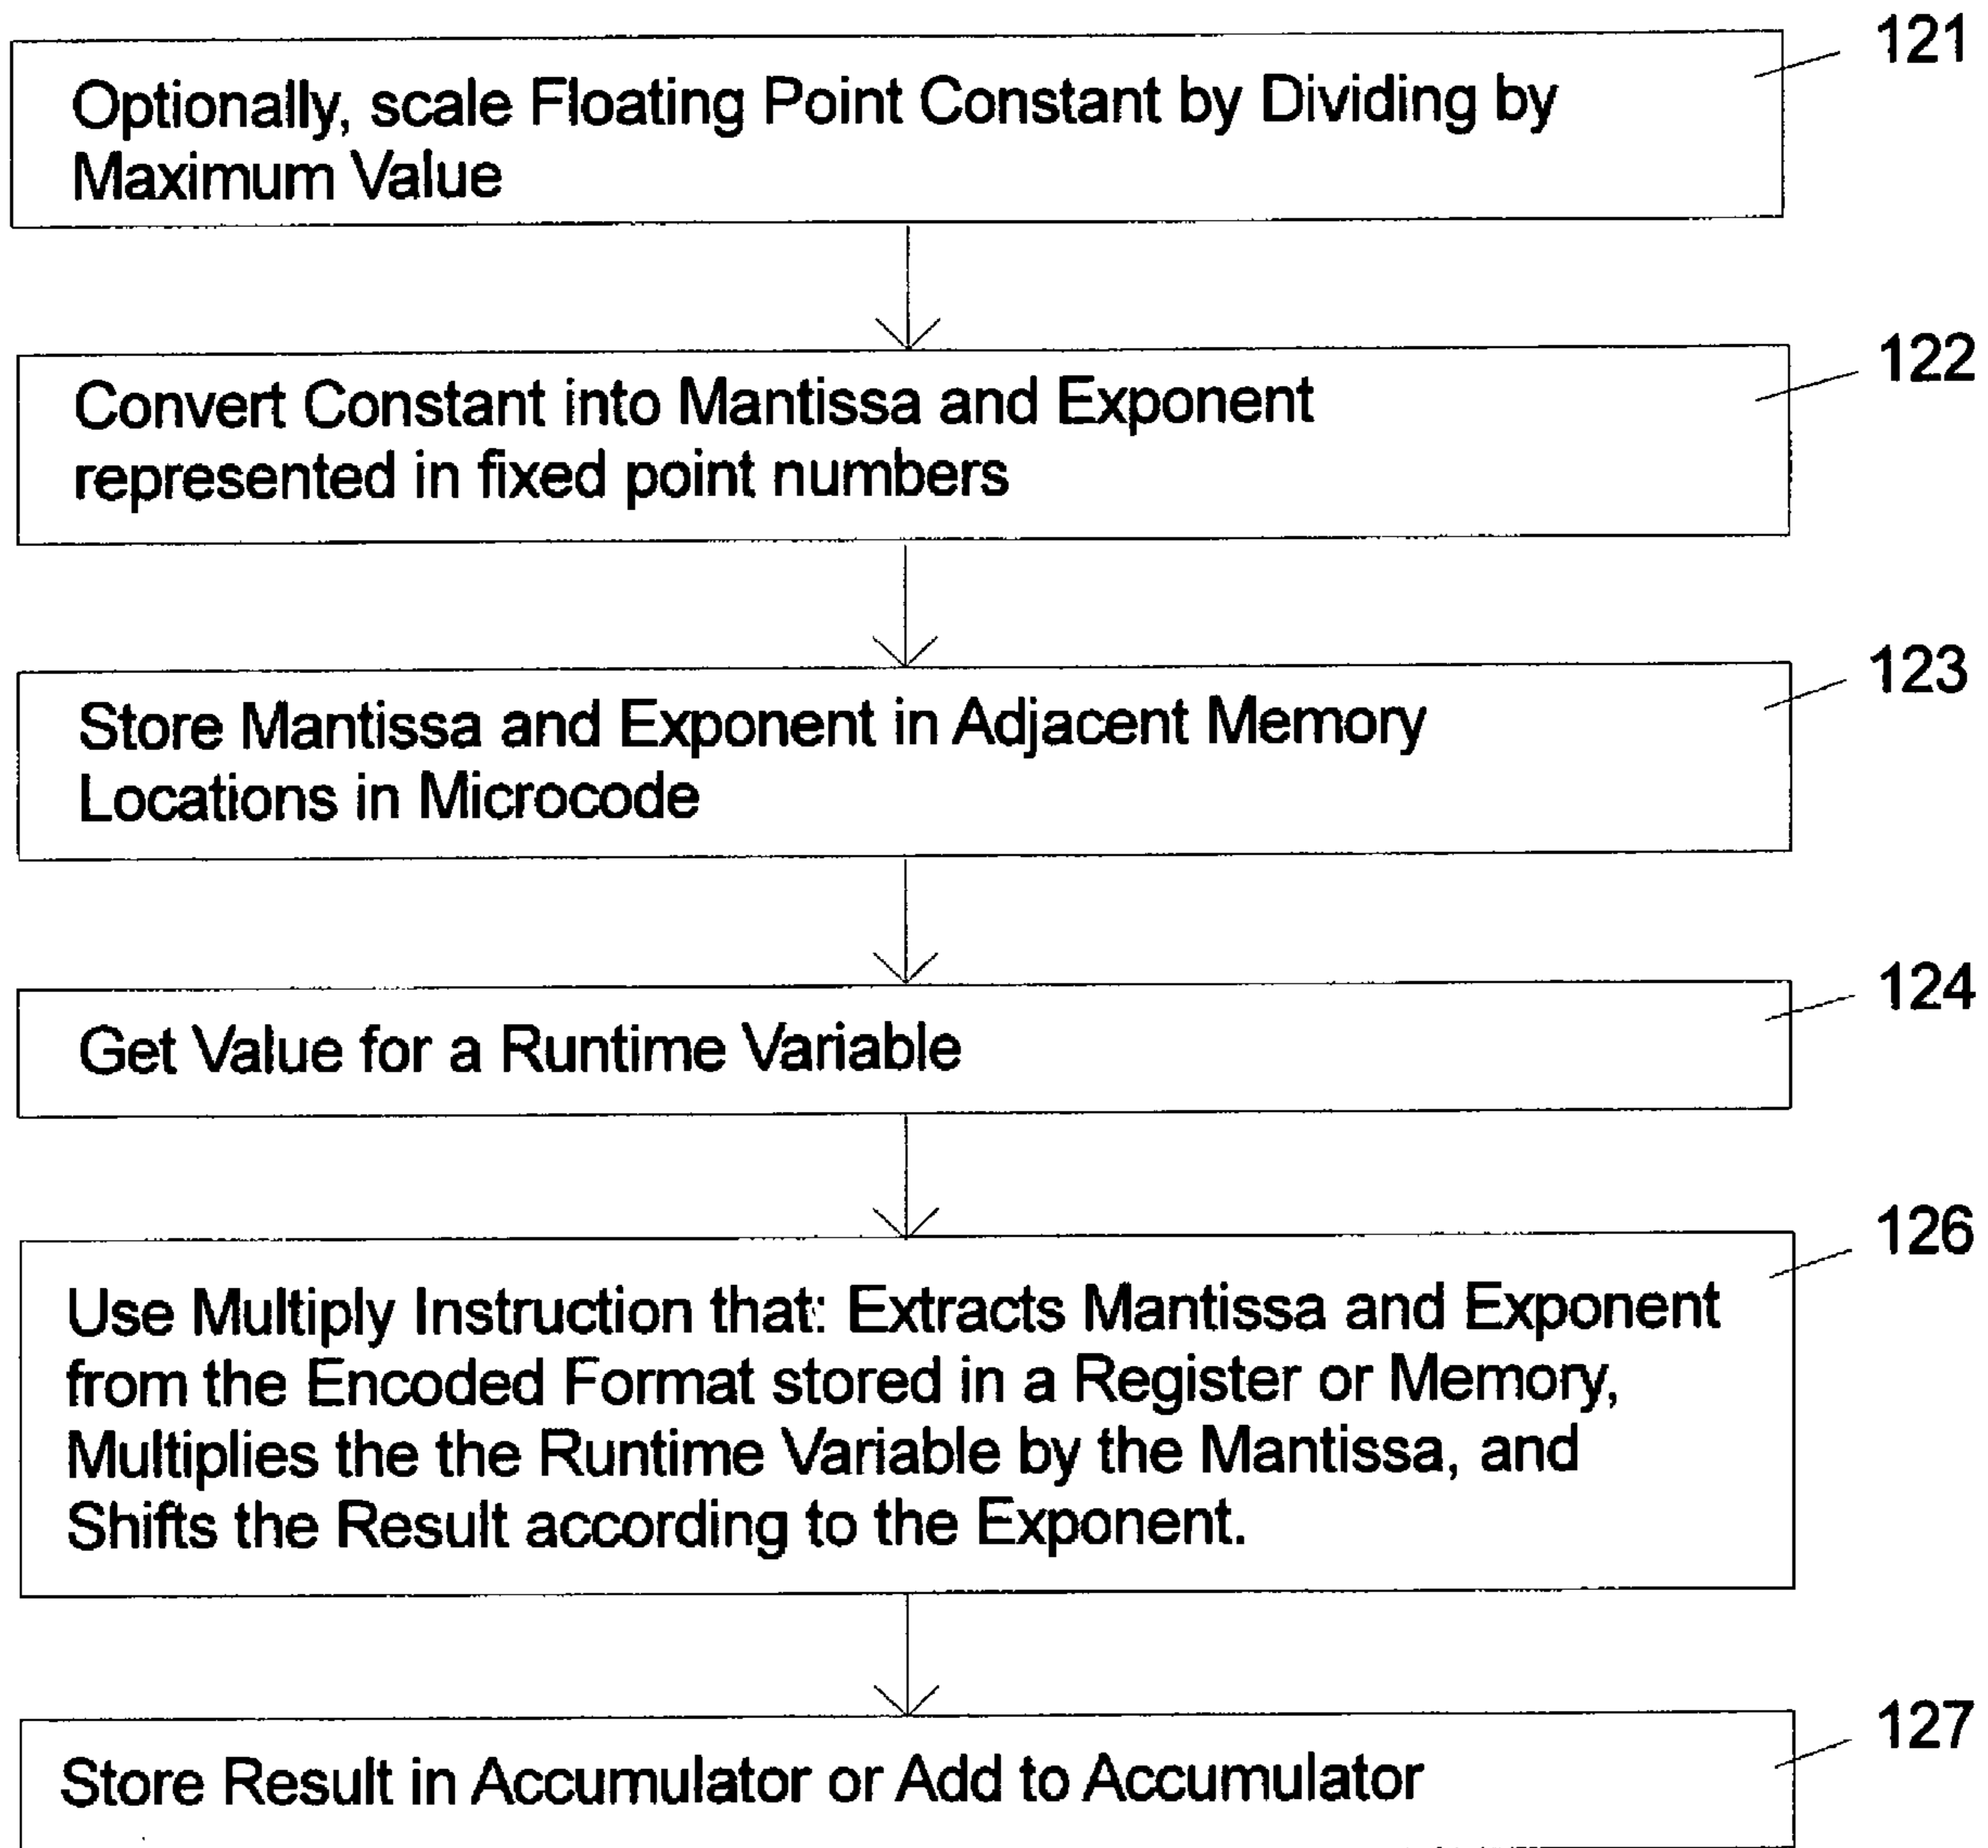 121
Optionally, scale Floating Point Constant by Dividing by
Maximum Value
122
Convert Constant into Mantissa and Exponent
represented in fixed point numbers
123
Store Mantissa and Exponent in Adjacent Memory
Locations in Microcode
124
Get Value for a Runtime Variable
126
Use Multiply Instruction that: Extracts Mantissa and Exponent
from the Encoded Format stored in a Register or Memory,
Multiplies the the Runtime Variable by the Mantissa, and
Shifts the Result according to the Exponent.
127
Store Result in Accumulator or Add to Accumulator